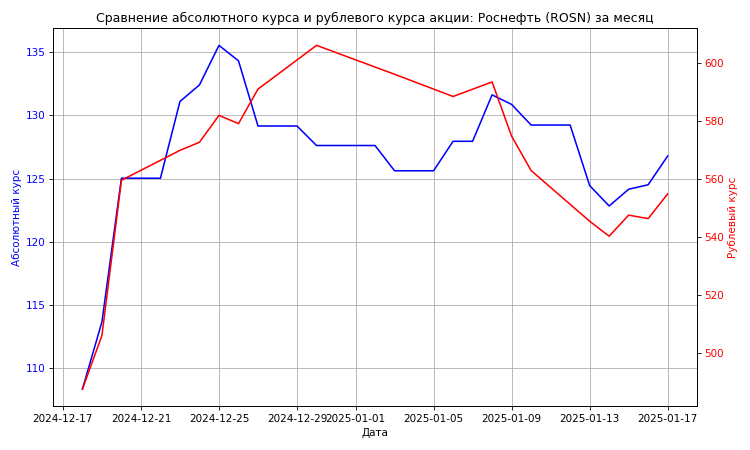 Сравнение абсолютного курса и рублевого курса акции: Роснефть (ROSN) за месяц
Абсолютный курс
135
130
125
120
115
110
600
580
560
540
520
500
Рублевый курс
2024-12-17 2024-12-21 2024-12-25 2024-12-29 2025-01-01 2025-01-05 2025-01-09 2025-01-13 2025-01-17
Дата